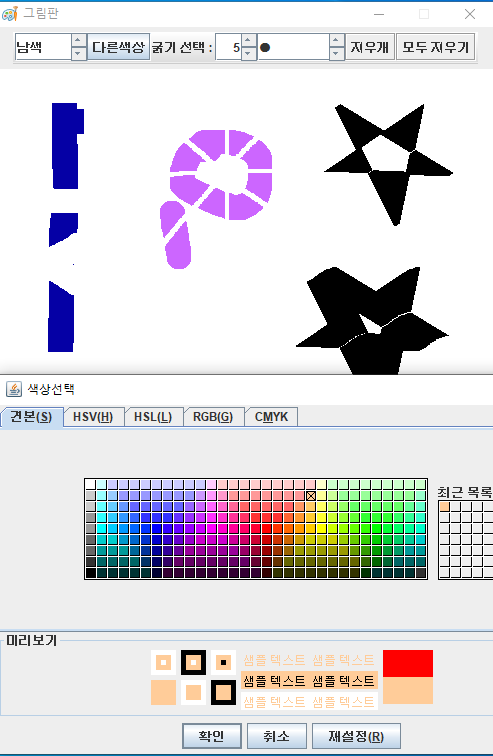 그림판
남색 다른색상 굵기 선택 : 5 지우개 모두 지우기
색상선택
견본(S) HSV(H) HSL(L) RGB(G) CMYK
최근 목록
미리보기
샘플 텍스트 샘플 텍스트
샘플 텍스트 샘플 텍스트
샘플 텍스트 샘플 텍스트
확인 취소 재설정(R)